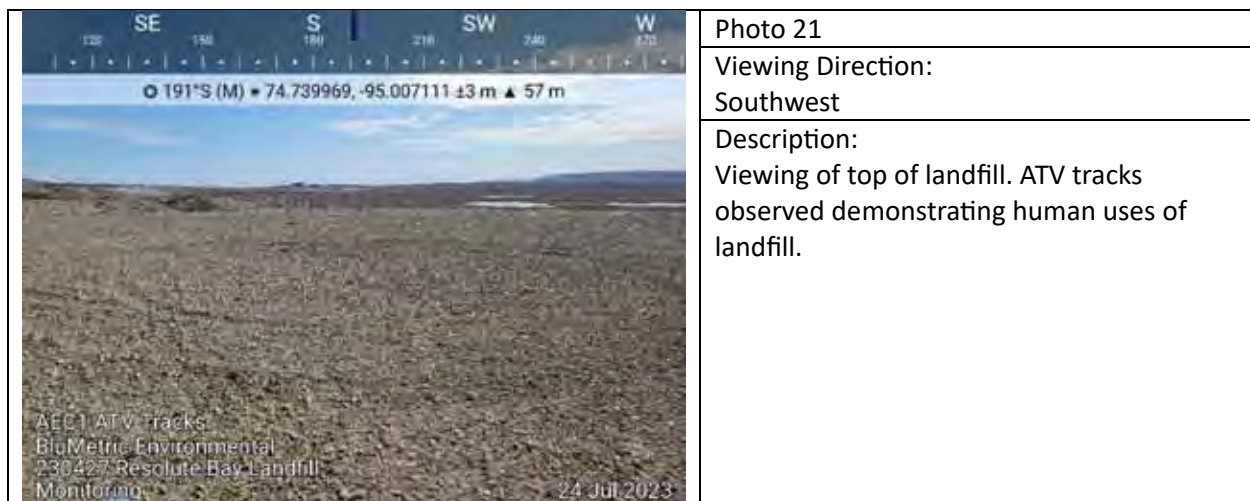 SE S SW W
120 150 180 210 240 270
191°S (M) 74.739969, -95.007111 ±3 m ▲ 57 m
AEC1 ATV Tracks
BluMetric Environmental
230427 Resolute Bay Landfill
Monitoring
24 Jul 2023
Photo 21
Viewing Direction:
Southwest
Description:
Viewing of top of landfill. ATV tracks
observed demonstrating human uses of
landfill.